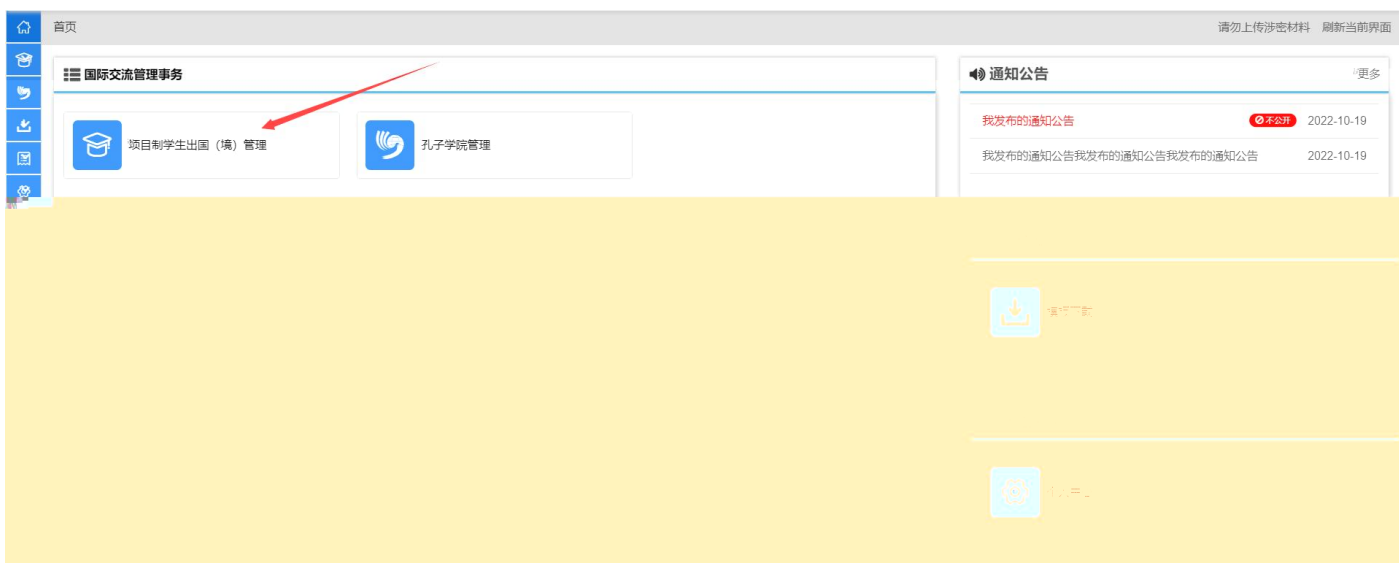 首页
请勿上传涉密材料 刷新当前界面
国际交流管理事务
项目制学生出国（境）管理
孔子学院管理
通知公告
更多
我发布的通知公告
不公开
2022-10-19
我发布的通知公告我发布的通知公告我发布的通知公告
2022-10-19